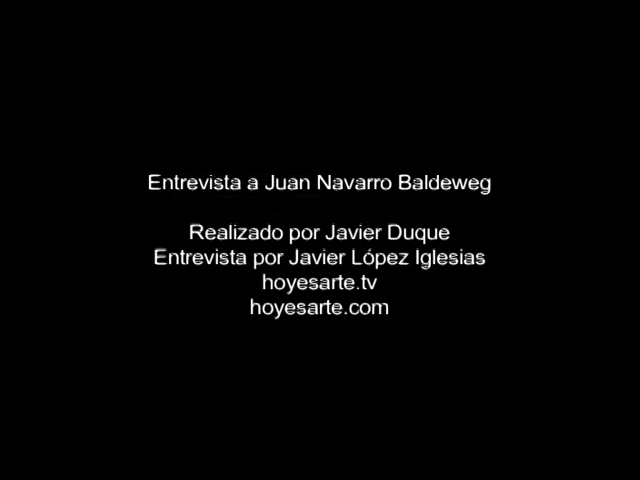 Entrevista a Juan Navarro Baldeweg
Realizado por Javier Duque
Entrevista por Javier López Iglesias
hoyesarte.tv
hoyesarte.com